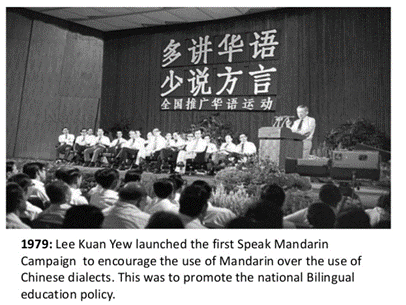 多讲华语
少说方言
全国推广华语运动
1979: Lee Kuan Yew launched the first Speak Mandarin
Campaign to encourage the use of Mandarin over the use of
Chinese dialects. This was to promote the national Bilingual
education policy.